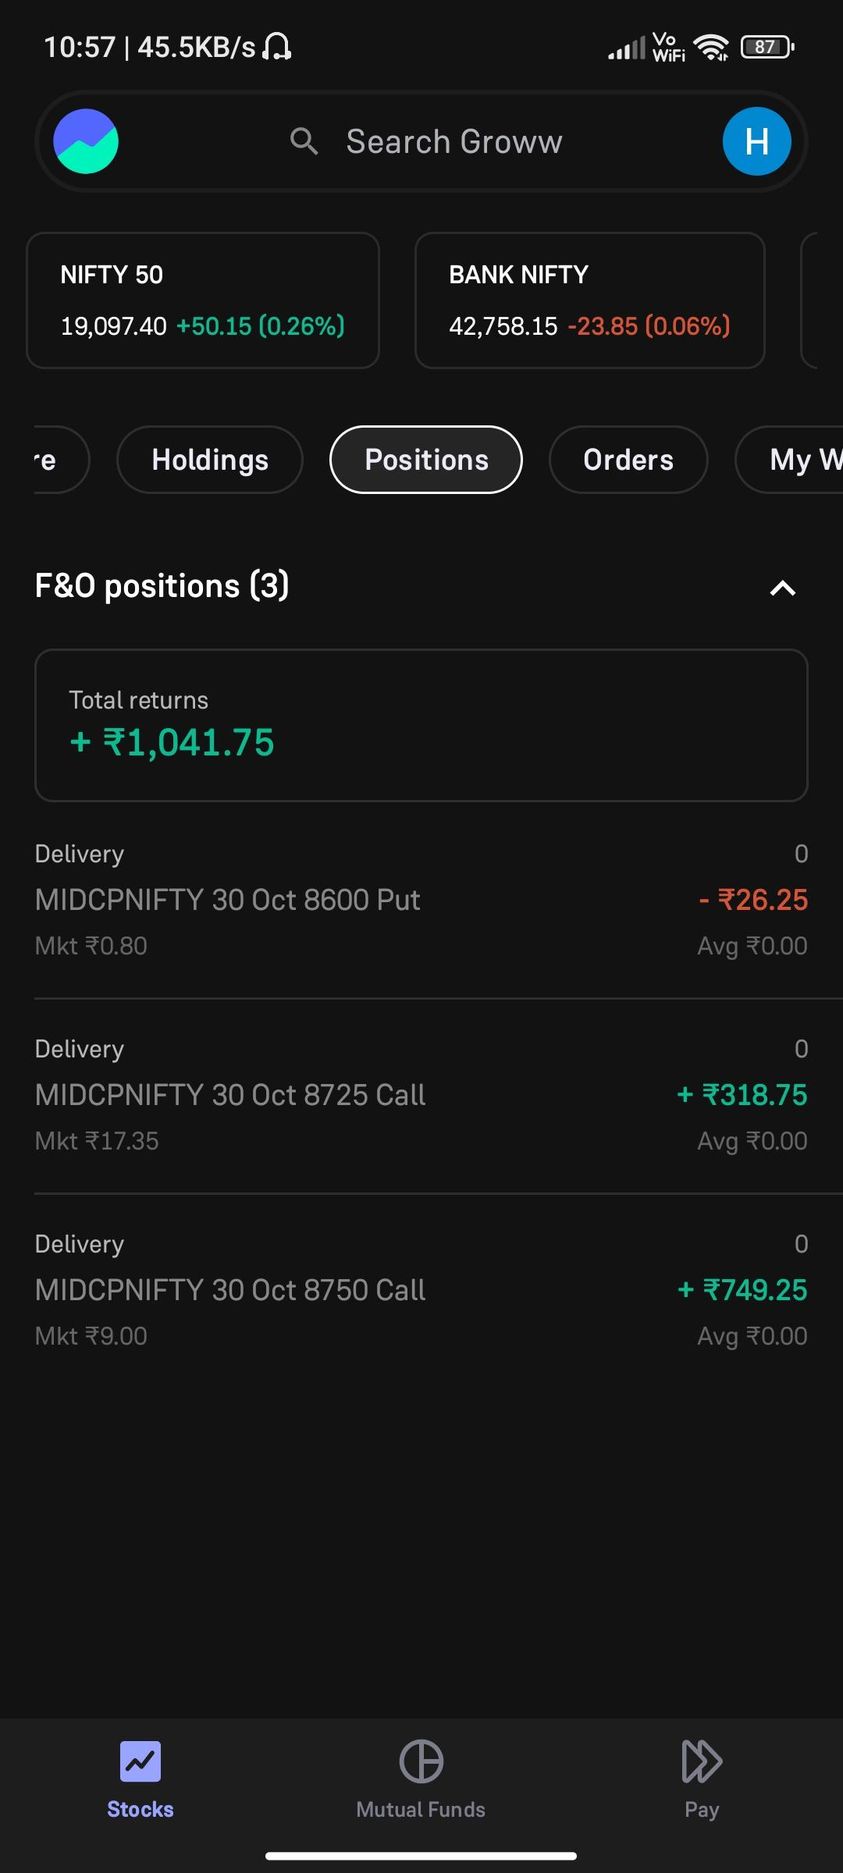 10:57 | 45.5KB/s
Vo
WiFi
87
Search Groww
H
NIFTY 50
19,097.40 +50.15 (0.26%)
BANK NIFTY
42,758.15 -23.85 (0.06%)
re
Holdings
Positions
Orders
My W
F&O positions (3)
Total returns
+ ₹1,041.75
Delivery 0
MIDCPNIFTY 30 Oct 8600 Put - ₹26.25
Mkt ₹0.80 Avg ₹0.00
Delivery 0
MIDCPNIFTY 30 Oct 8725 Call + ₹318.75
Mkt ₹17.35 Avg ₹0.00
Delivery 0
MIDCPNIFTY 30 Oct 8750 Call + ₹749.25
Mkt ₹9.00 Avg ₹0.00
Stocks
Mutual Funds
Pay